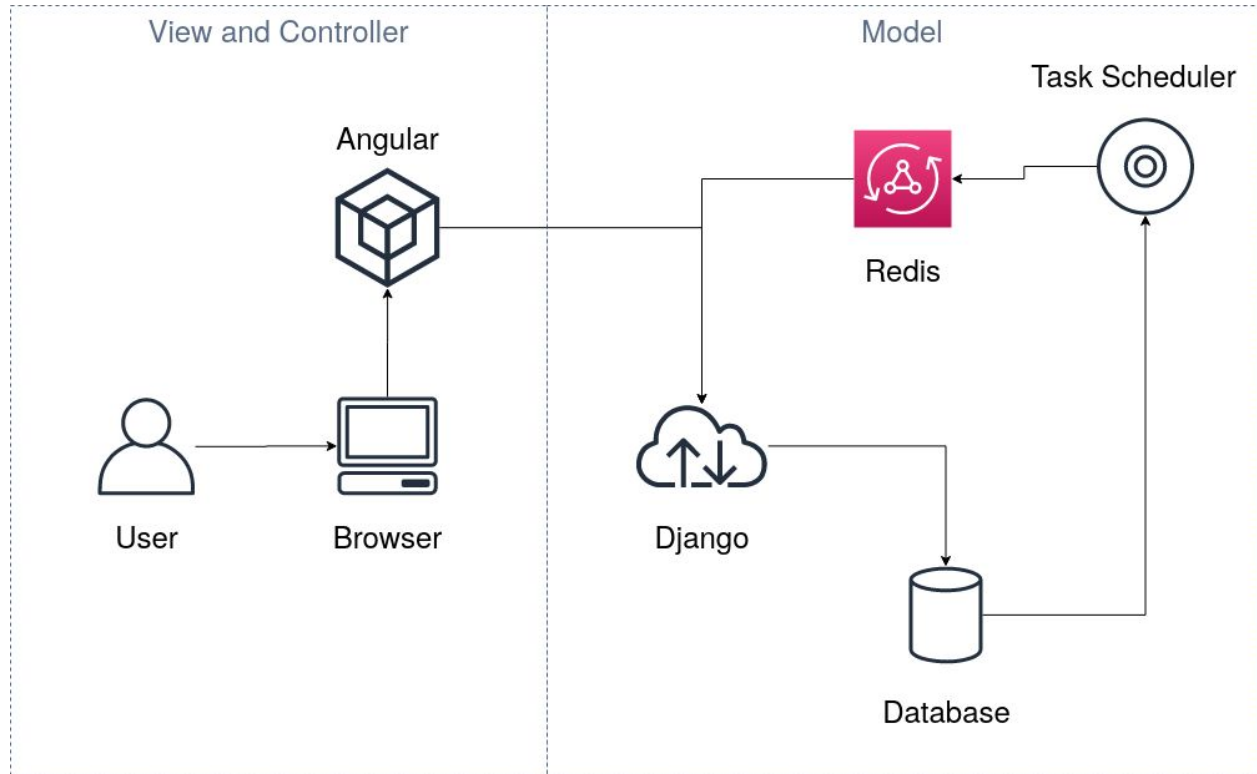 View and Controller
Model
Task Scheduler
Angular
Redis
User
Browser
Django
Database